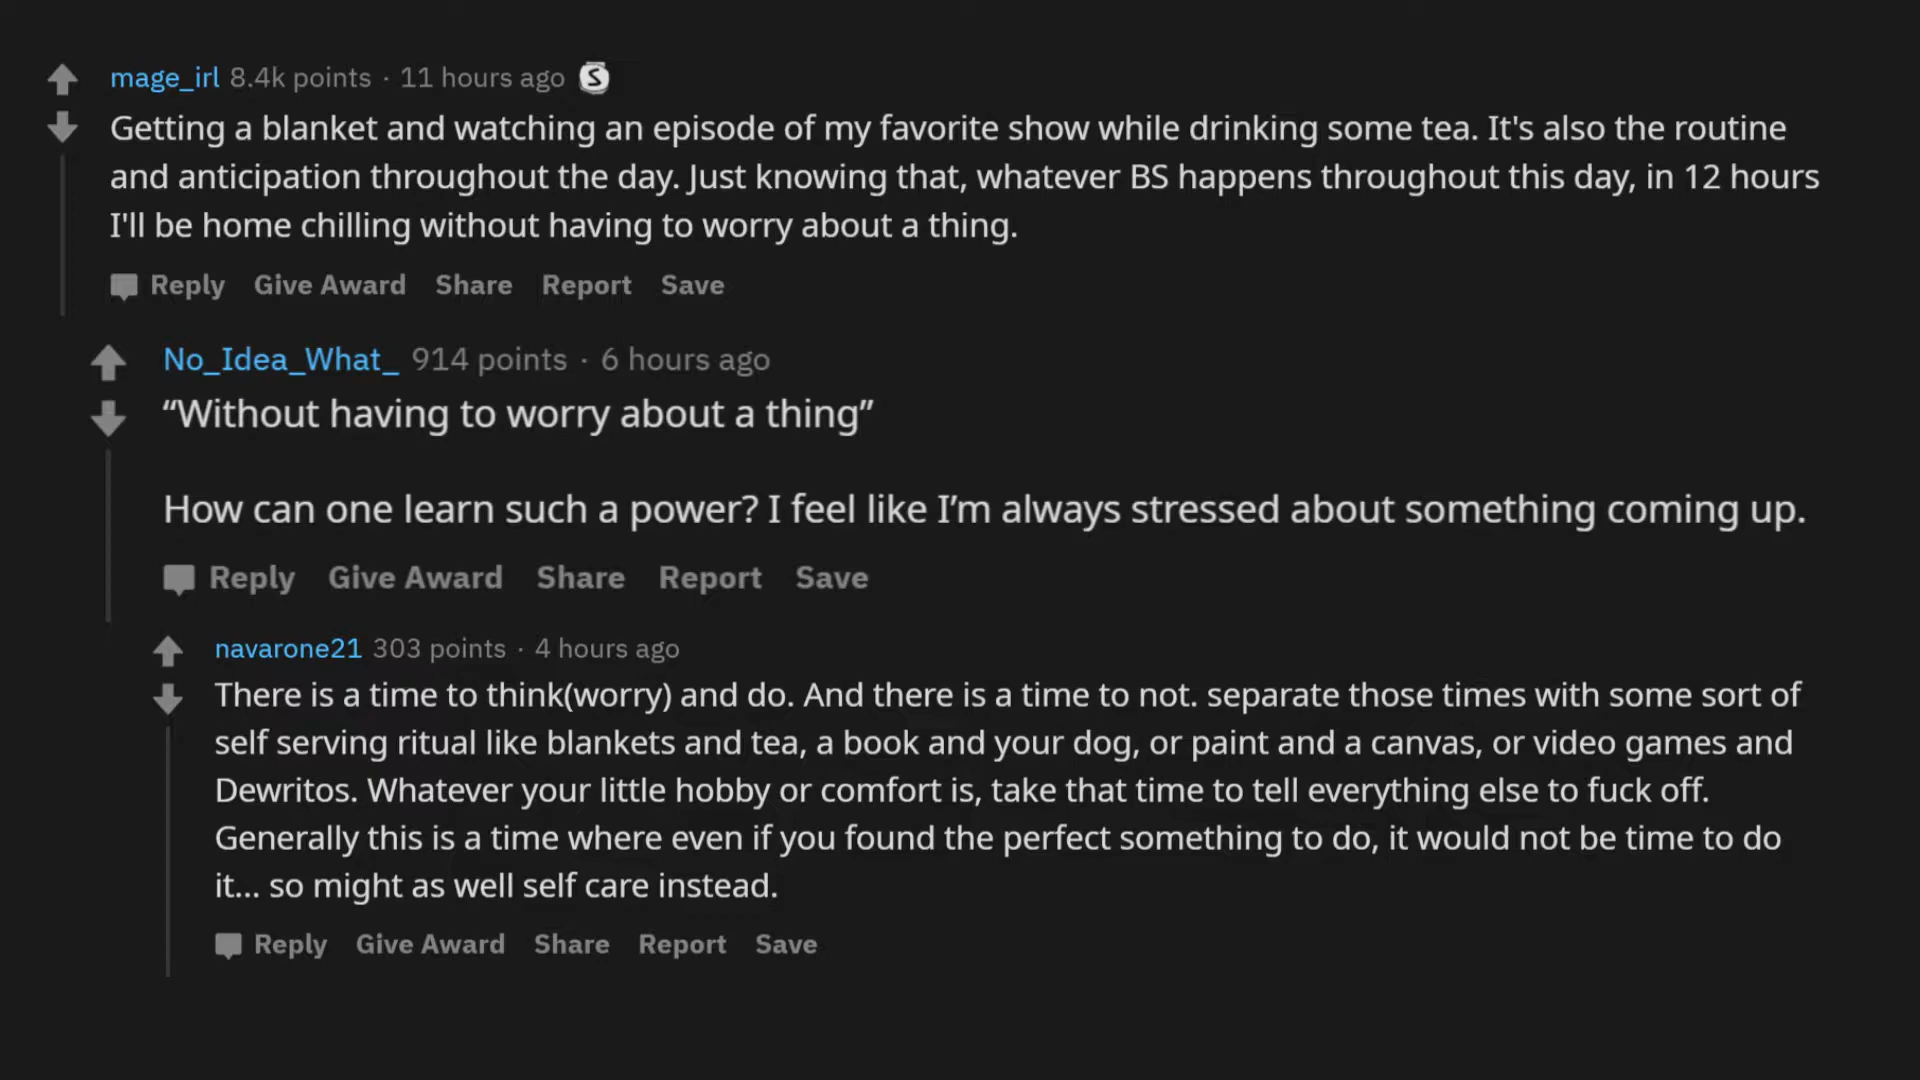 mage_irl 8.4k points · 11 hours ago S
Getting a blanket and watching an episode of my favorite show while drinking some tea. It's also the routine
and anticipation throughout the day. Just knowing that, whatever BS happens throughout this day, in 12 hours
I'll be home chilling without having to worry about a thing.
Reply Give Award Share Report Save
No_Idea_What_ 914 points · 6 hours ago
“Without having to worry about a thing”
How can one learn such a power? I feel like I’m always stressed about something coming up.
Reply Give Award Share Report Save
navarone21 303 points · 4 hours ago
There is a time to think(worry) and do. And there is a time to not. separate those times with some sort of
self serving ritual like blankets and tea, a book and your dog, or paint and a canvas, or video games and
Dewritos. Whatever your little hobby or comfort is, take that time to tell everything else to fuck off.
Generally this is a time where even if you found the perfect something to do, it would not be time to do
it... so might as well self care instead.
Reply Give Award Share Report Save